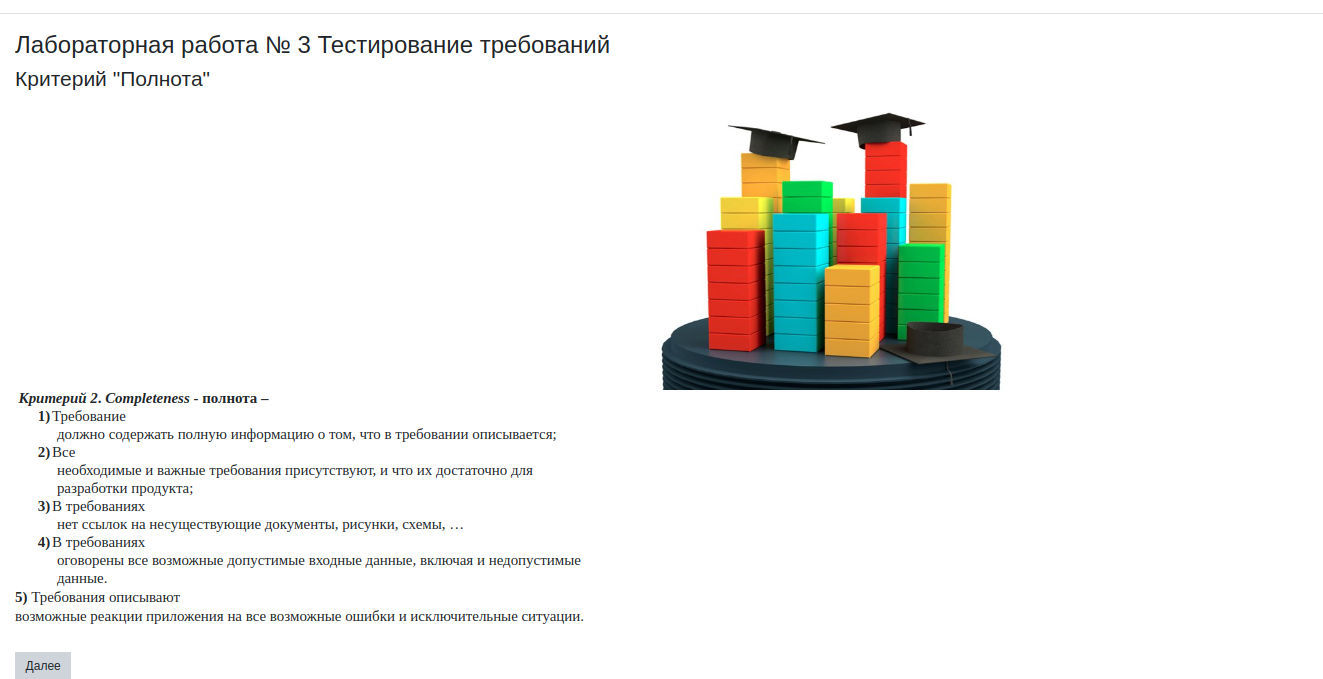 Лабораторная работа № 3 Тестирование требований
Критерий "Полнота"
Критерий 2. Completeness - полнота –
1) Требование
должно содержать полную информацию о том, что в требовании описывается;
2) Все
необходимые и важные требования присутствуют, и что их достаточно для
разработки продукта;
3) В требованиях
нет ссылок на несуществующие документы, рисунки, схемы, …
4) В требованиях
оговорены все возможные допустимые входные данные, включая и недопустимые
данные.
5) Требования описывают
возможные реакции приложения на все возможные ошибки и исключительные ситуации.
Далее